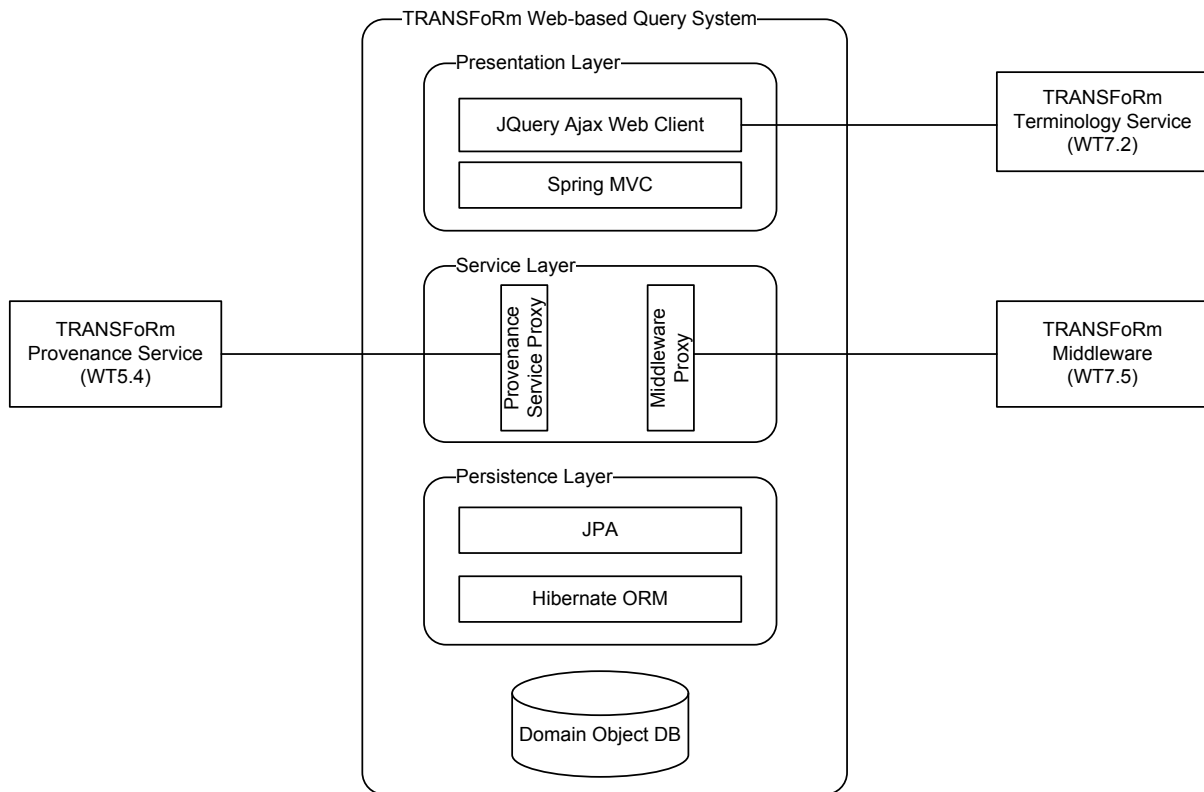 TRANSFoRm Web-based Query System
Presentation Layer
JQuery Ajax Web Client
Spring MVC
TRANSFoRm
Terminology Service
(WT7.2)
Service Layer
Provenance
Service Proxy
Middleware
Proxy
TRANSFoRm
Provenance Service
(WT5.4)
TRANSFoRm
Middleware
(WT7.5)
Persistence Layer
JPA
Hibernate ORM
Domain Object DB